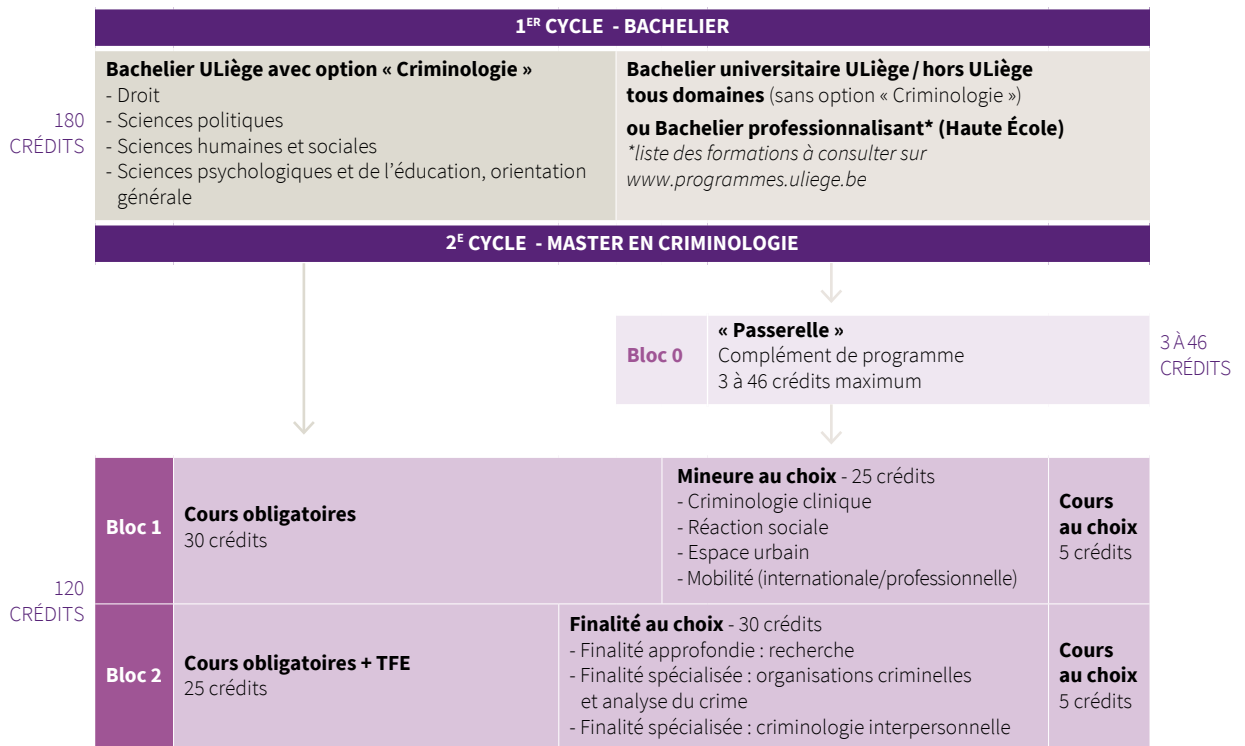 1ER CYCLE - BACHELIER
180
CRÉDITS
Bachelier ULiège avec option « Criminologie »
- Droit
- Sciences politiques
- Sciences humaines et sociales
- Sciences psychologiques et de l'éducation, orientation
générale
Bachelier universitaire ULiège / hors ULiège
tous domaines (sans option « Criminologie »)
ou Bachelier professionnalisant* (Haute École)
*liste des formations à consulter sur
www.programmes.uliege.be
2E CYCLE - MASTER EN CRIMINOLOGIE
Bloc 0
« Passerelle »
Complément de programme
3 à 46 crédits maximum
3 À 46
CRÉDITS
120
CRÉDITS
Bloc 1
Cours obligatoires
30 crédits
Mineure au choix - 25 crédits
- Criminologie clinique
- Réaction sociale
- Espace urbain
- Mobilité (internationale/professionnelle)
Cours
au choix
5 crédits
Bloc 2
Cours obligatoires + TFE
25 crédits
Finalité au choix - 30 crédits
- Finalité approfondie : recherche
- Finalité spécialisée : organisations criminelles
et analyse du crime
- Finalité spécialisée : criminologie interpersonnelle
Cours
au choix
5 crédits